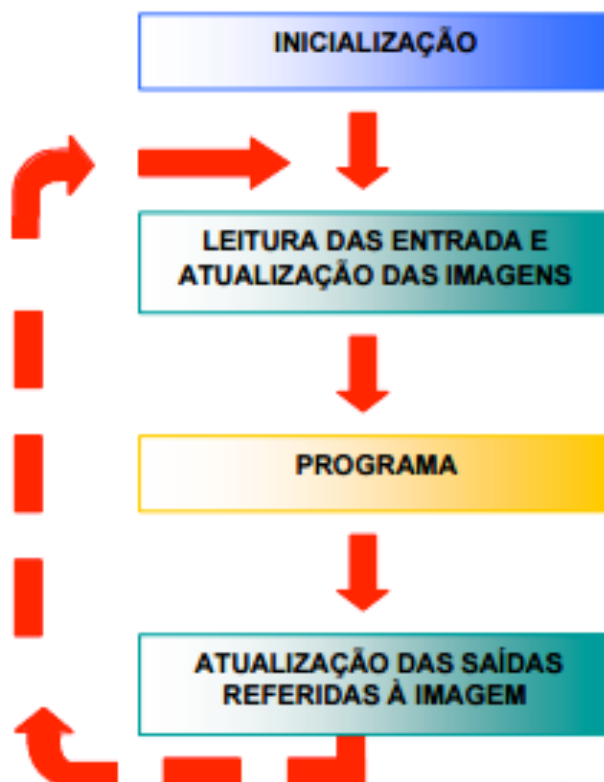 INICIALIZAÇÃO
LEITURA DAS ENTRADA E
ATUALIZAÇÃO DAS IMAGENS
PROGRAMA
ATUALIZAÇÃO DAS SAÍDAS
REFERIDAS À IMAGEM